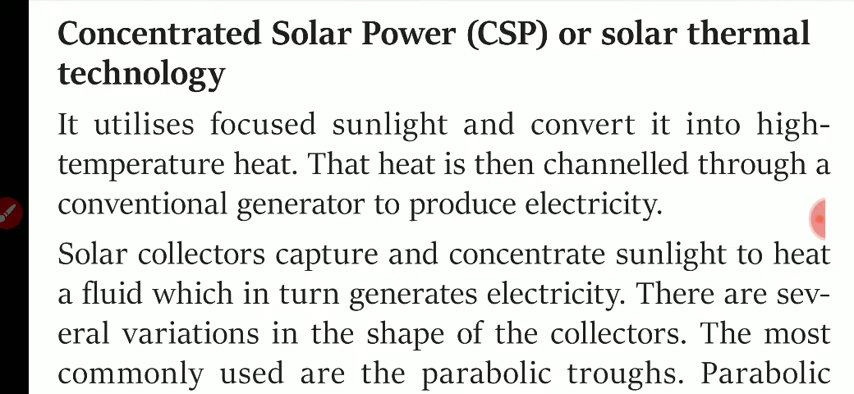 Concentrated Solar Power (CSP) or solar thermal
technology
It utilises focused sunlight and convert it into high-
temperature heat. That heat is then channelled through a
conventional generator to produce electricity.
Solar collectors capture and concentrate sunlight to heat
a fluid which in turn generates electricity. There are sev-
eral variations in the shape of the collectors. The most
commonly used are the parabolic troughs. Parabolic